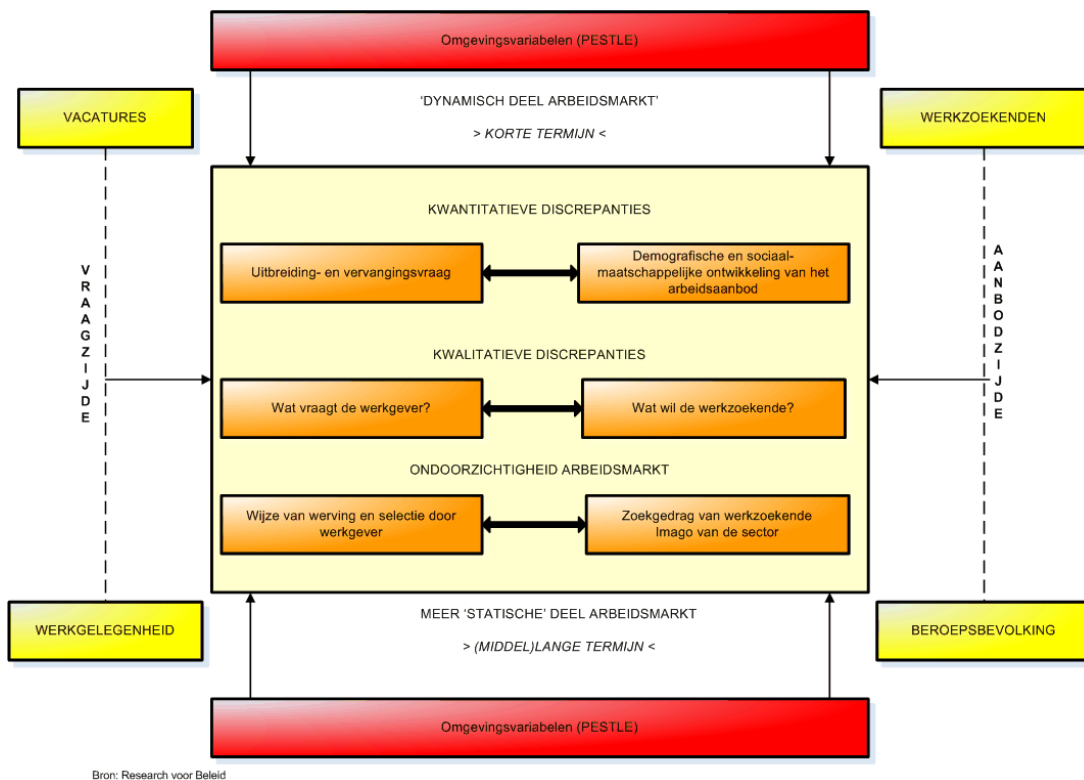 Omgevingsvariabelen (PESTLE)
'DYNAMISCH DEEL ARBEIDSMARKT'
> KORTE TERMIJN <
VACATURES
WERKZOEKENDEN
KWANTITATIEVE DISCREPANTIES
Uitbreiding- en vervangingsvraag
Demografische en sociaal-
maatschappelijke ontwikkeling van het
arbeidsaanbod
VRAAGZIJDE
AANBODZIJDE
KWALITATIEVE DISCREPANTIES
Wat vraagt de werkgever?
Wat wil de werkzoekende?
ONDOORZICHTIGHEID ARBEIDSMARKT
Wijze van werving en selectie door
werkgever
Zoekgedrag van werkzoekende
Imago van de sector
WERKGELEGENHEID
MEER 'STATISCHE' DEEL ARBEIDSMARKT
> (MIDDEL)LANGE TERMIJN <
BEROEPSBEVOLKING
Omgevingsvariabelen (PESTLE)
Bron: Research voor Beleid